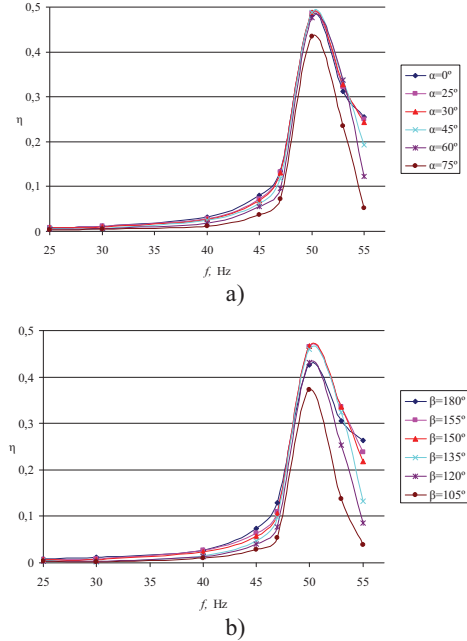 0,5
0,4
0,3
η
0,2
0,1
0
25 30 35 40 45 50 55
f, Hz
α=0º
α=25º
α=30º
α=45º
α=60º
α=75º
a)
0,5
0,4
0,3
η
0,2
0,1
0
25 30 35 40 45 50 55
f, Hz
β=180º
β=155º
β=150º
β=135º
β=120º
β=105º
b)